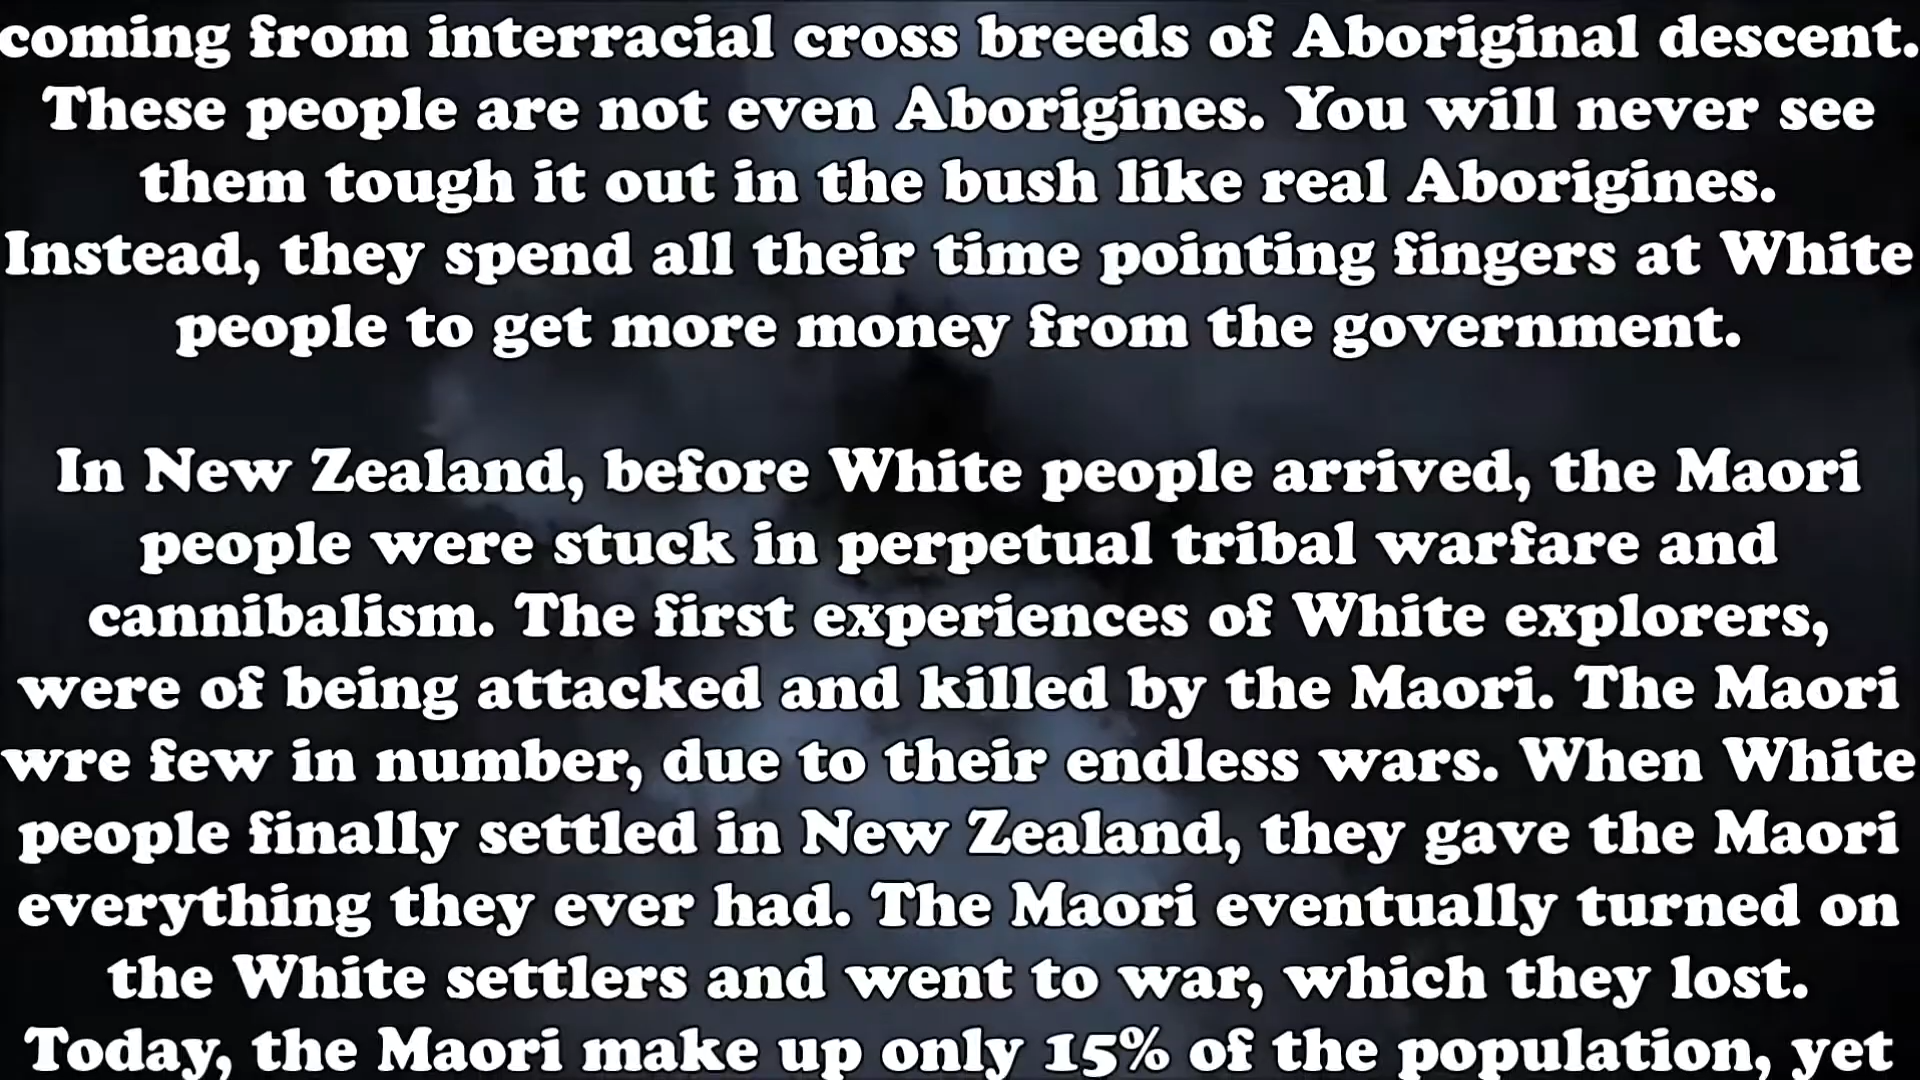 coming from interracial cross breeds of Aboriginal descent.
These people are not even Aborigines. You will never see
them tough it out in the bush like real Aborigines.
Instead, they spend all their time pointing fingers at White
people to get more money from the government.
In New Zealand, before White people arrived, the Maori
people were stuck in perpetual tribal warfare and
cannibalism. The first experiences of White explorers,
were of being attacked and killed by the Maori. The Maori
wre few in number, due to their endless wars. When White
people finally settled in New Zealand, they gave the Maori
everything they ever had. The Maori eventually turned on
the White settlers and went to war, which they lost.
Today, the Maori make up only 15% of the population, yet